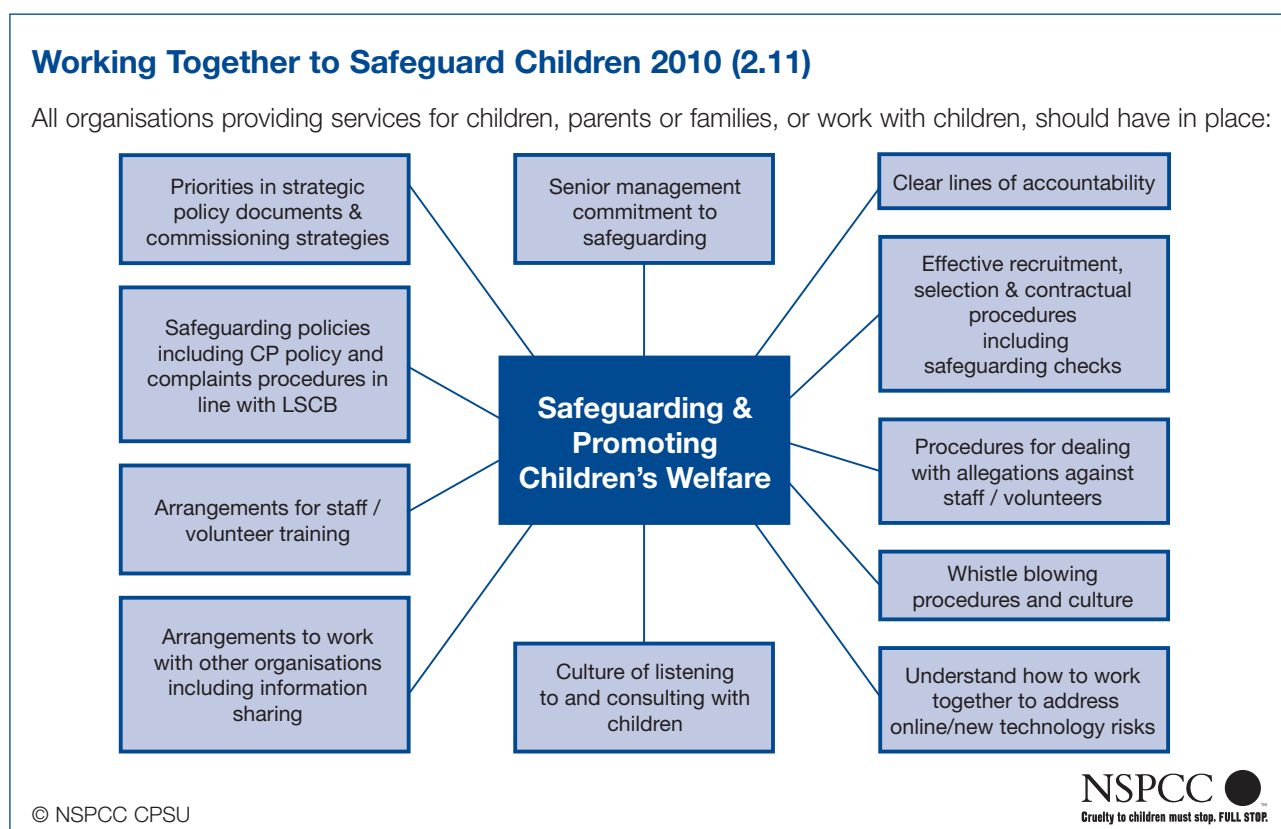 Working Together to Safeguard Children 2010 (2.11)
All organisations providing services for children, parents or families, or work with children, should have in place:
Priorities in strategic
policy documents &
commissioning strategies
Senior management
commitment to
safeguarding
Clear lines of accountability
Effective recruitment,
selection & contractual
procedures
including
safeguarding checks
Safeguarding policies
including CP policy and
complaints procedures in
line with LSCB
Safeguarding &
Promoting
Children’s Welfare
Procedures for dealing
with allegations against
staff / volunteers
Arrangements for staff /
volunteer training
Whistle blowing
procedures and culture
Arrangements to work
with other organisations
including information
sharing
Culture of listening
to and consulting with
children
Understand how to work
together to address
online/new technology risks
© NSPCC CPSU
NSPCC
Cruelty to children must stop. FULL STOP.